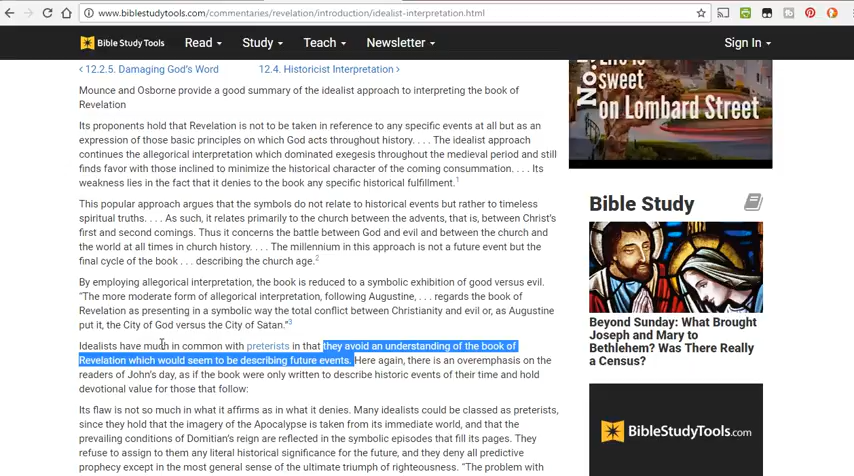 www.biblestudytools.com/commentaries/revelation/introduction/idealist-interpretation.html
Bible Study Tools
Read
Study
Teach
Newsletter
Sign In
‹ 12.2.5. Damaging God's Word
12.4. Historicist Interpretation ›
Mounce and Osborne provide a good summary of the idealist approach to interpreting the book of
Revelation
Its proponents hold that Revelation is not to be taken in reference to any specific events at all but as an
expression of those basic principles on which God acts throughout history. . . . The idealist approach
continues the allegorical interpretation which dominated exegesis throughout the medieval period and still
finds favor with those inclined to minimize the historical character of the coming consummation. . . . Its
weakness lies in the fact that it denies to the book any specific historical fulfillment.1
This popular approach argues that the symbols do not relate to historical events but rather to timeless
spiritual truths. . . . As such, it relates primarily to the church between the advents, that is, between Christ's
first and second comings. Thus it concerns the battle between God and evil and between the church and
the world at all times in church history. . . . The millennium in this approach is not a future event but the
final cycle of the book . . . describing the church age.2
By employing allegorical interpretation, the book is reduced to a symbolic exhibition of good versus evil.
“The more moderate form of allegorical interpretation, following Augustine, . . . regards the book of
Revelation as presenting in a symbolic way the total conflict between Christianity and evil or, as Augustine
put it, the City of God versus the City of Satan.”3
Idealists have much in common with preterists in that they avoid an understanding of the book of
Revelation which would seem to be describing future events. Here again, there is an overemphasis on the
readers of John's day, as if the book were only written to describe historic events of their time and hold
devotional value for those that follow:
Its flaw is not so much in what it affirms as in what it denies. Many idealists could be classed as preterists,
since they hold that the imagery of the Apocalypse is taken from its immediate world, and that the
prevailing conditions of Domitian's reign are reflected in the symbolic episodes that fill its pages. They
refuse to assign to them any literal historical significance for the future, and they deny all predictive
prophecy except in the most general sense of the ultimate triumph of righteousness. “The problem with
No.
Life is
sweet
on Lombard Street
Bible Study
Beyond Sunday: What Brought
Joseph and Mary to
Bethlehem? Was There Really
a Census?
BibleStudyTools.com